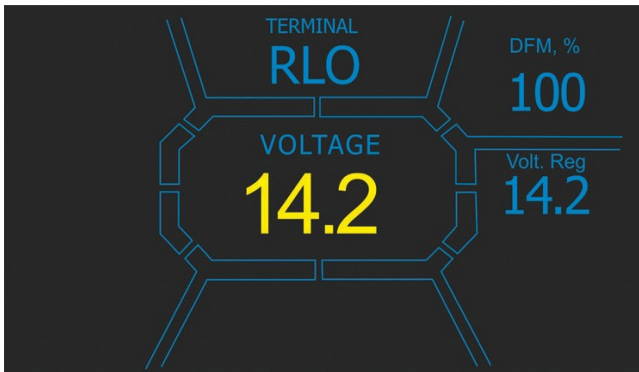 TERMINAL
RLO
DFM, %
100
VOLTAGE
14.2
Volt. Reg
14.2